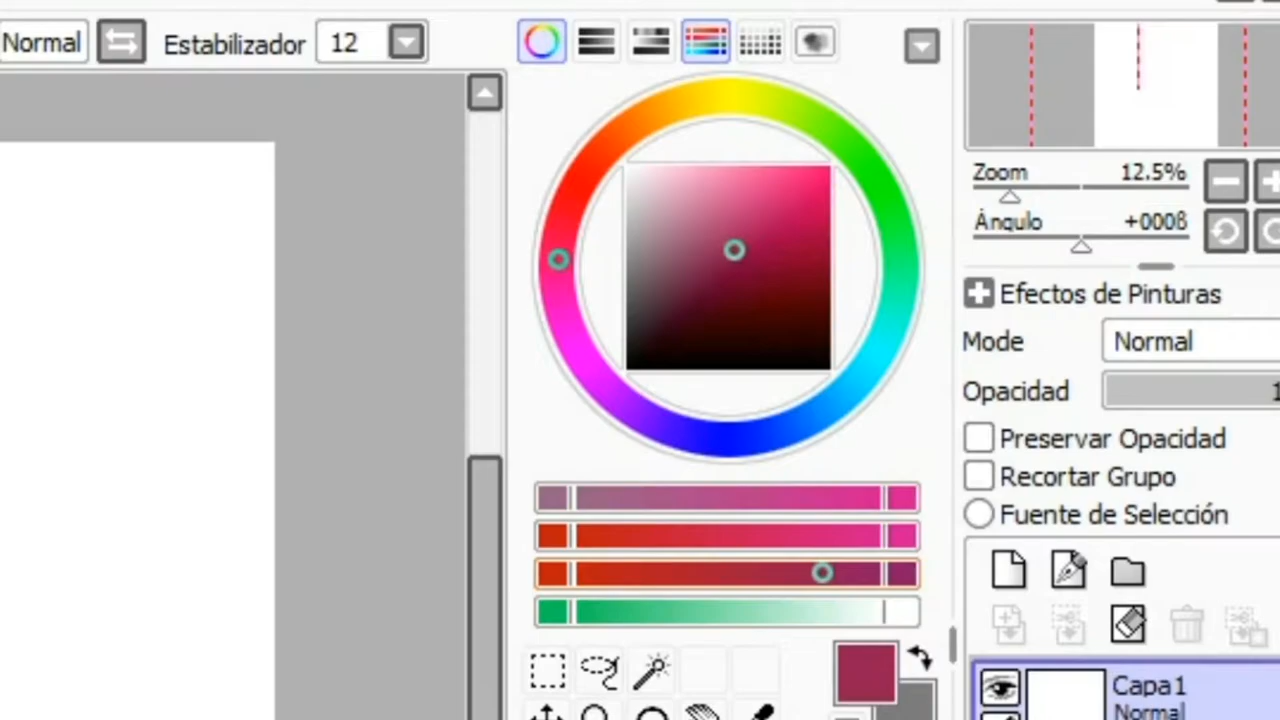 Normal
Estabilizador
12
Zoom
12.5%
Ángulo
+000ß
Efectos de Pinturas
Mode
Normal
Opacidad
Preservar Opacidad
Recortar Grupo
Fuente de Selección
Capa1
Normal